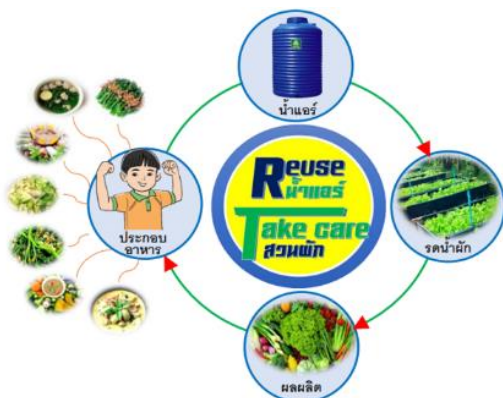 น้ำแอร์
Reuse
น้ำแอร์
Take care
สวนผัก
ประกอบ
อาหาร
รดน้ำผัก
ผลผลิต